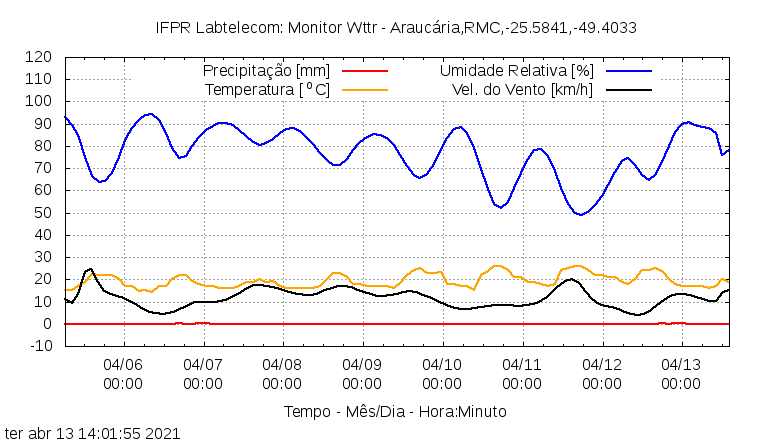 IFPR Labtelecom: Monitor Wttr - Araucária,RMC,-25.5841,-49.4033
Precipitação [mm]
Temperatura [⁰C]
Umidade Relativa [%]
Vel. do Vento [km/h]
120
110
100
90
80
70
60
50
40
30
20
10
0
-10
04/06 04/07 04/08 04/09 04/10 04/11 04/12 04/13
00:00 00:00 00:00 00:00 00:00 00:00 00:00 00:00
Tempo - Mês/Dia - Hora:Minuto
ter abr 13 14:01:55 2021